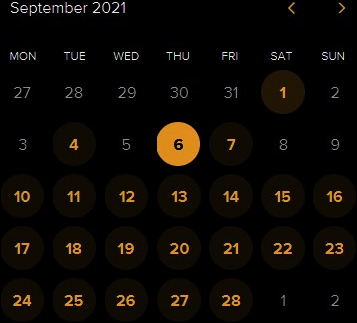 September 2021 < >
MON TUE WED THU FRI SAT SUN
27 28 29 30 31 1 2
3 4 5 6 7 8 9
10 11 12 13 14 15 16
17 18 19 20 21 22 23
24 25 26 27 28 1 2